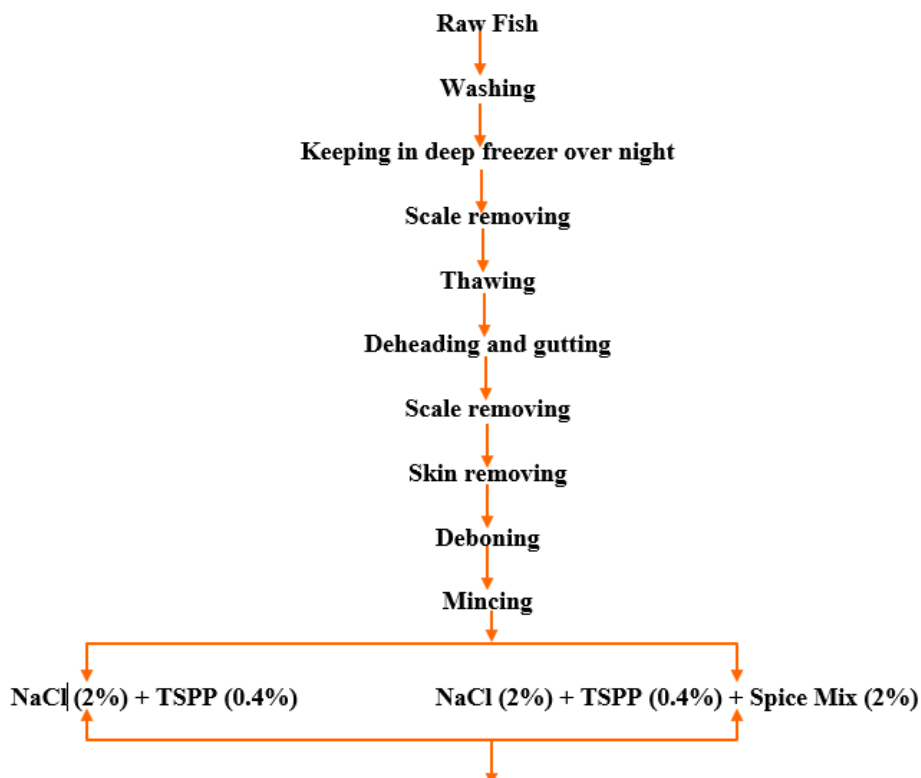 Raw Fish
Washing
Keeping in deep freezer over night
Scale removing
Thawing
Deheading and gutting
Scale removing
Skin removing
Deboning
Mincing
NaCl (2%) + TSPP (0.4%)
NaCl (2%) + TSPP (0.4%) + Spice Mix (2%)